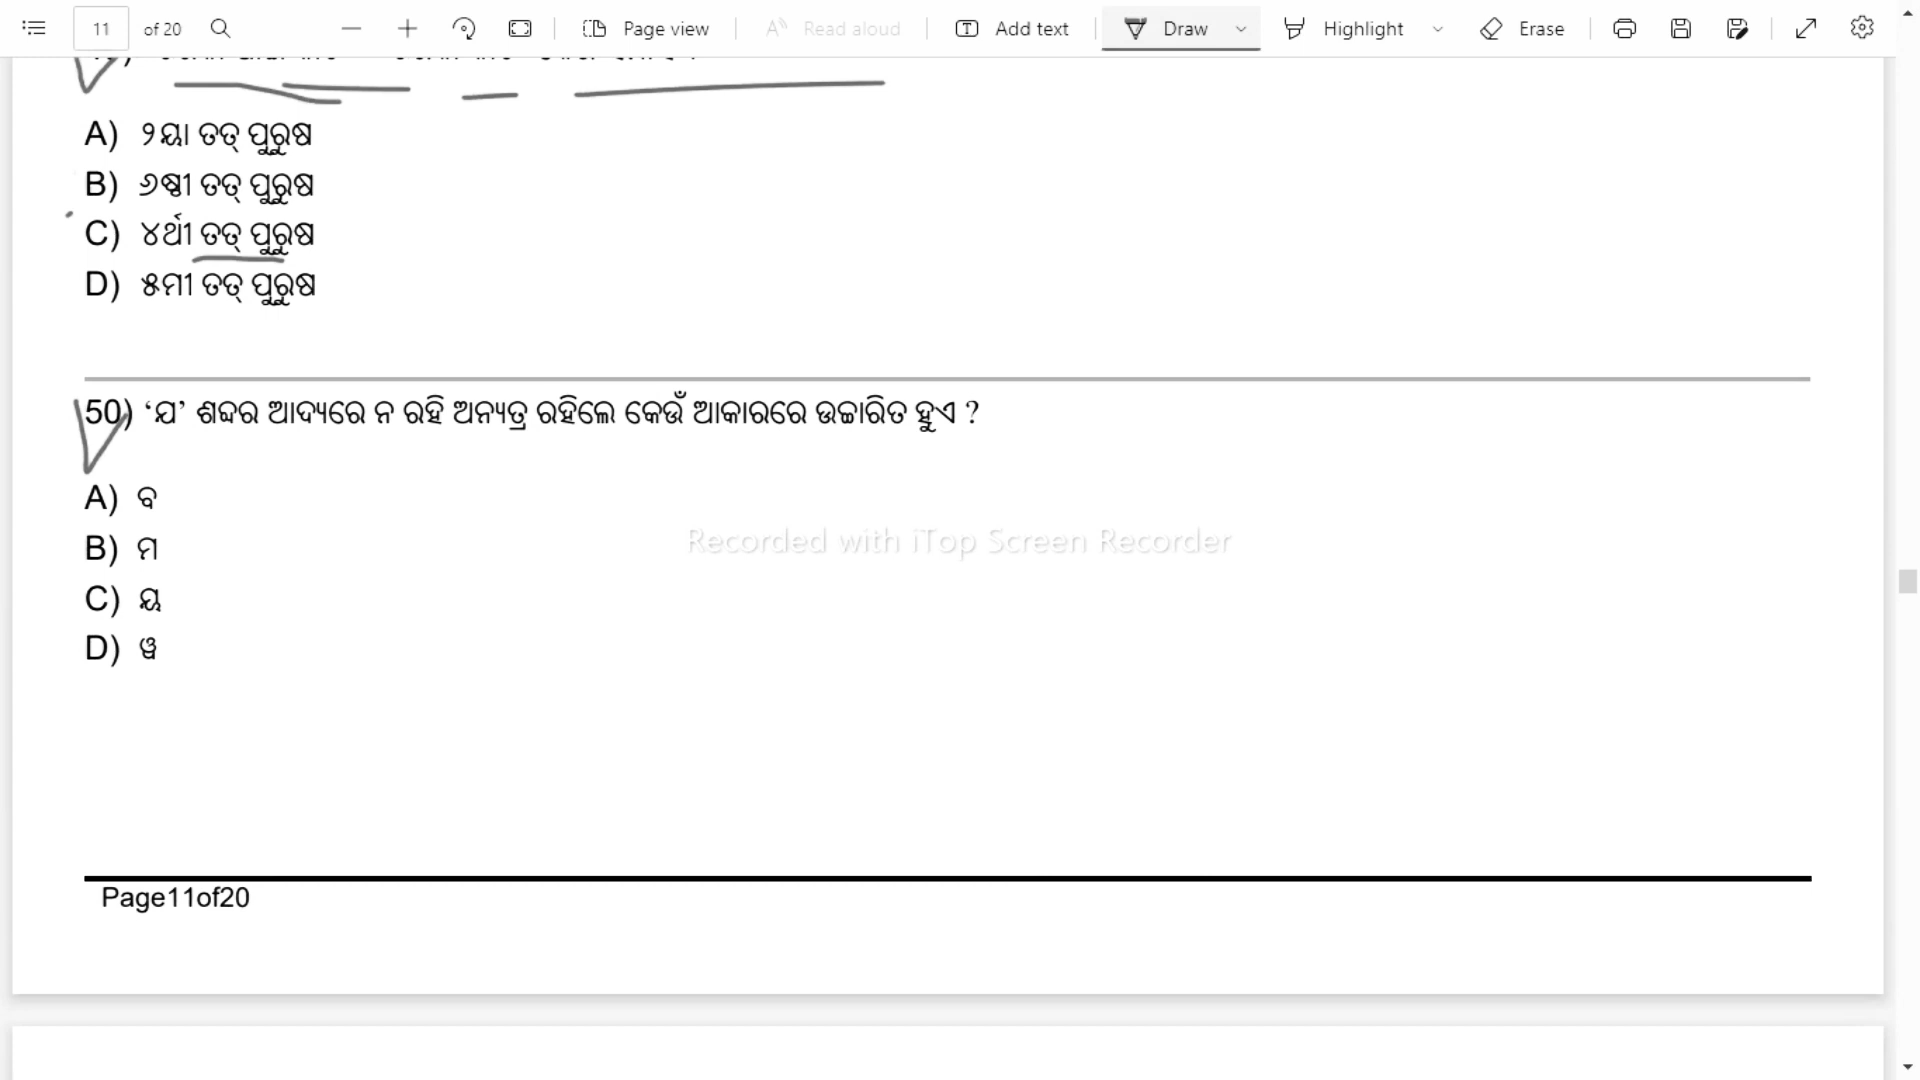 11 of 20 Page view Read aloud Add text Draw Highlight Erase
A) ୨ୟା ତତ୍ ପୁରୁଷ
B) ୬ଷ୍ଠୀ ତତ୍ ପୁରୁଷ
C) ୪ର୍ଥୀ ତତ୍ ପୁରୁଷ
D) ୫ମୀ ତତ୍ ପୁରୁଷ
50) ‘ଯ’ ଶବ୍ଦର ଆଦ୍ୟରେ ନ ରହି ଅନ୍ୟତ୍ର ରହିଲେ କେଉଁ ଆକାରରେ ଉଚ୍ଚାରିତ ହୁଏ ?
A) ବ
B) ମ
C) ୟ
D) ୱ
Recorded with iTop Screen Recorder
Page11of20